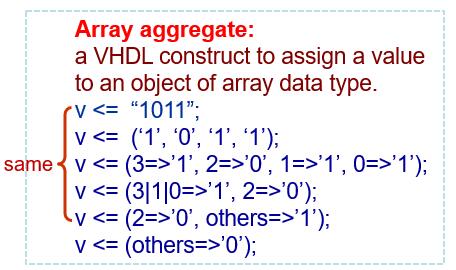 Array aggregate:
a VHDL construct to assign a value
to an object of array data type.
v <= “1011”;
v <= (‘1’, ‘0’, ‘1’, ‘1’);
same
v <= (3=>’1’, 2=>’0’, 1=>’1’, 0=>’1’);
v <= (3|1|0=>’1’, 2=>’0’);
v <= (2=>’0’, others=>’1’);
v <= (others=>’0’);